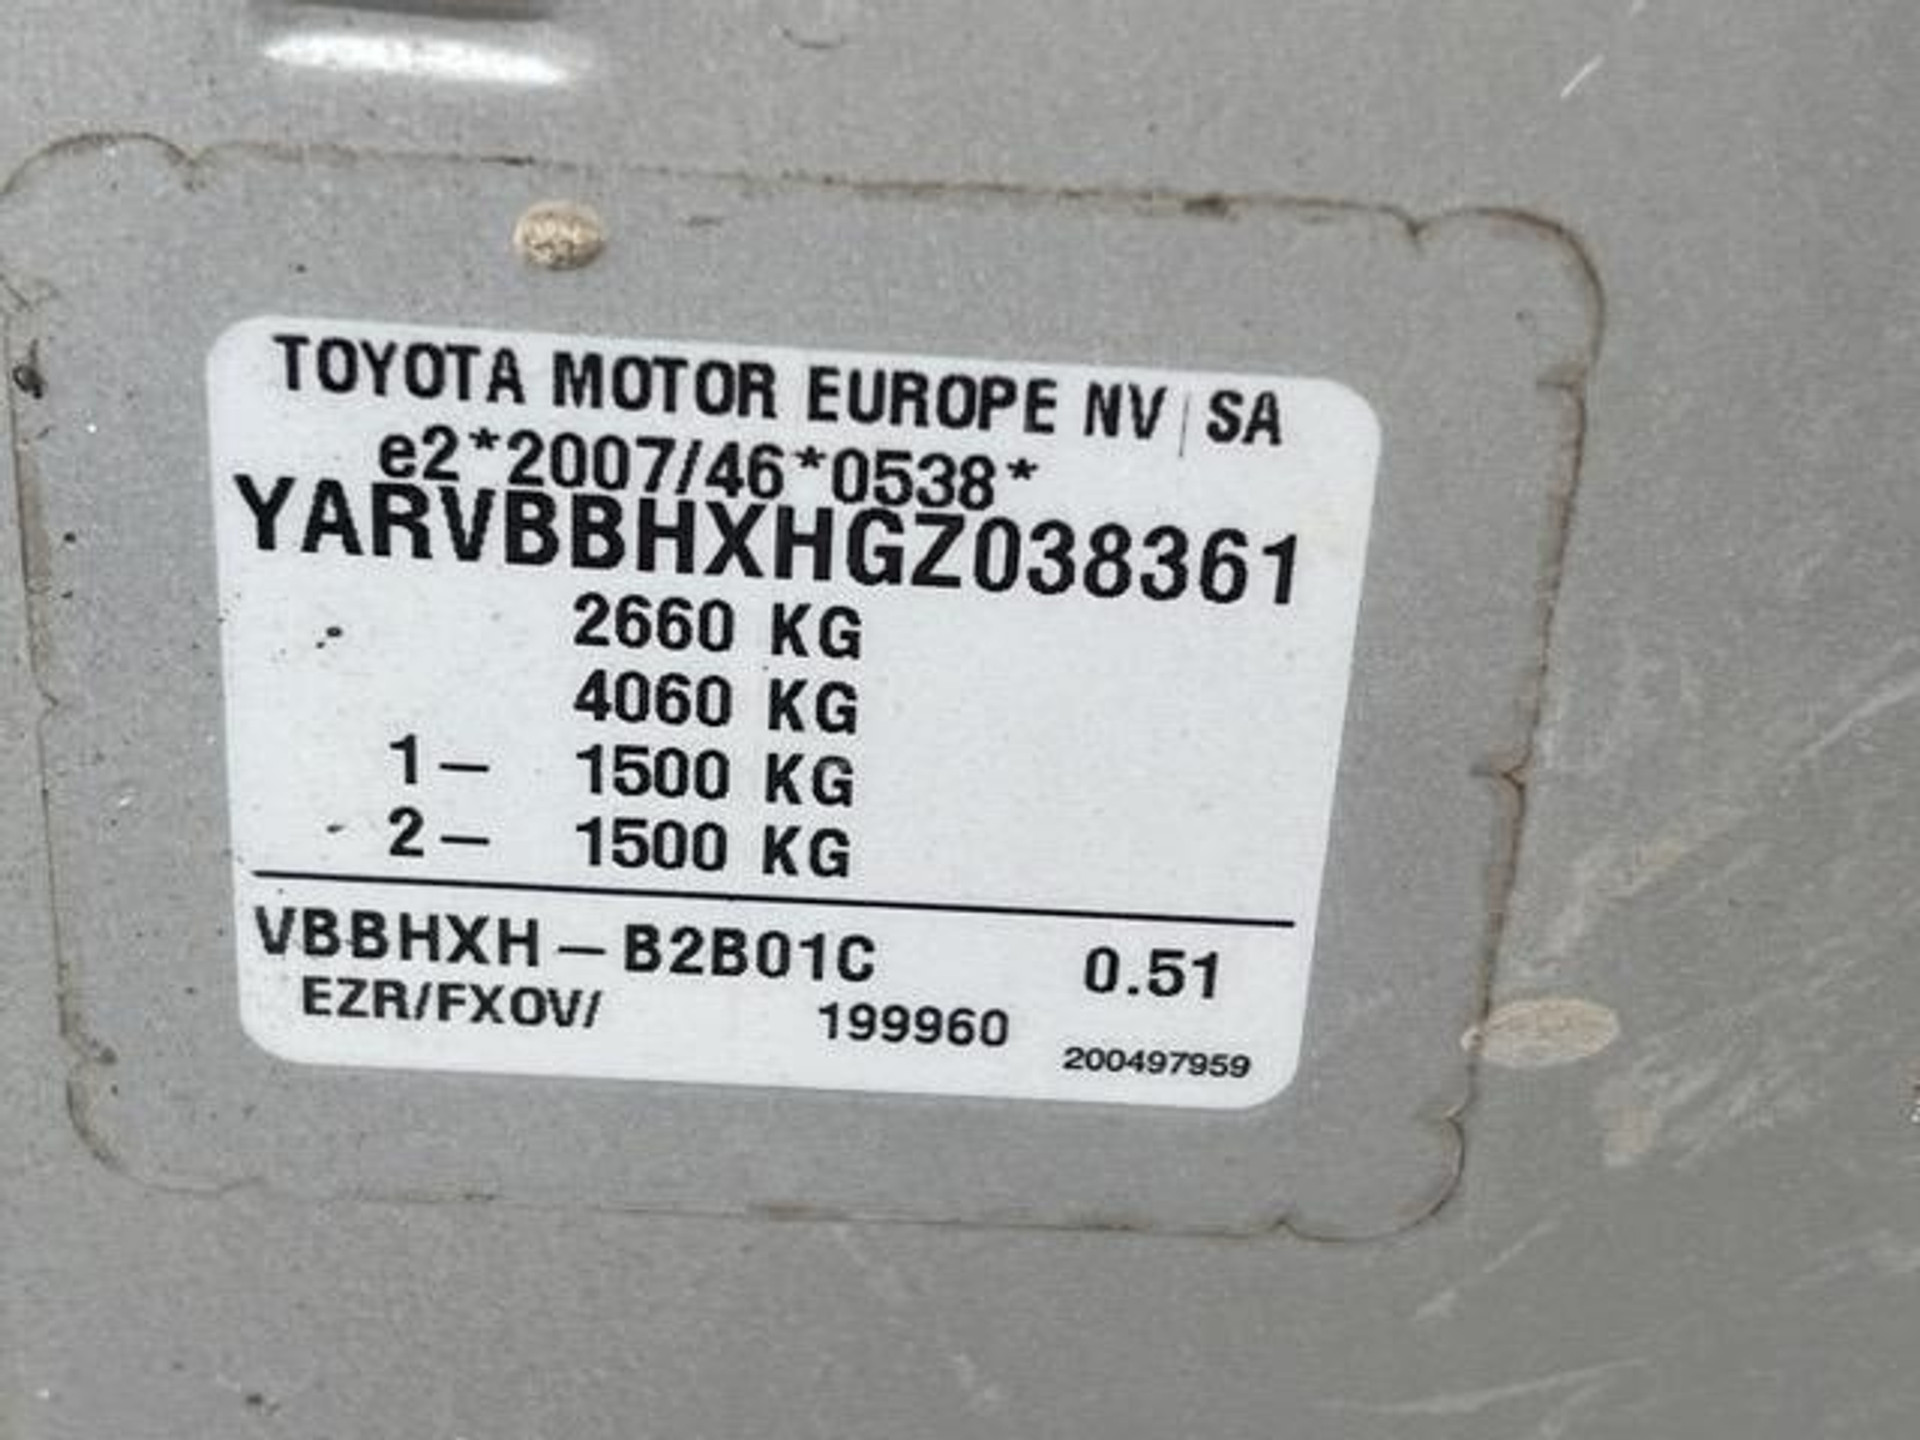 TOYOTA MOTOR EUROPE NV | SA
e2*2007/46*0538*
YARVBBHXHGZ038361
2660 KG
4060 KG
1– 1500 KG
2– 1500 KG
VBBHXH – B2B01C 0.51
EZR/FXOV/ 199960
200497959